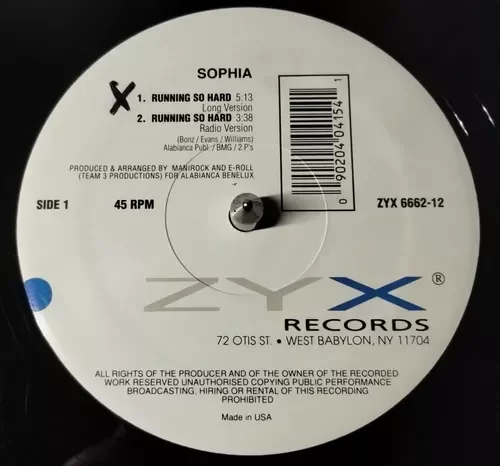 SOPHIA
X
1. RUNNING SO HARD 5:13
Long Version
2. RUNNING SO HARD 3:38
Radio Version
(Bonz / Evans / Williams)
Alabianca Publ. / BMG / 2 P's
PRODUCED & ARRANGED BY MANIROCK AND E-ROLL
(TEAM 3 PRODUCTIONS) FOR ALABIANCA BENELUX
0 90204 04154 1
SIDE 1 45 RPM ZYX 6662-12
ZYX®
RECORDS
72 OTIS ST. • WEST BABYLON, NY 11704
ALL RIGHTS OF THE PRODUCER AND OF THE OWNER OF THE RECORDED
WORK RESERVED UNAUTHORISED COPYING PUBLIC PERFORMANCE
BROADCASTING, HIRING OR RENTAL OF THIS RECORDING
PROHIBITED
Made in USA